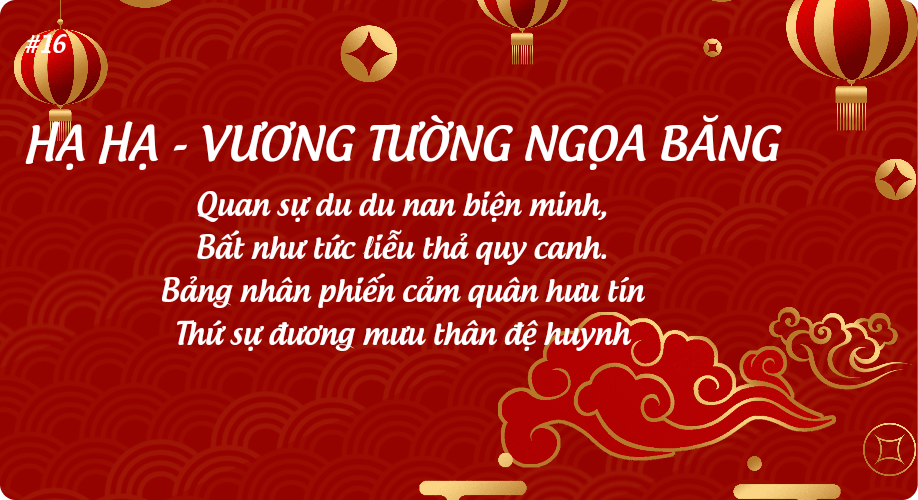 #16
HẠ HẠ - VƯƠNG TƯỜNG NGỌA BĂNG
Quan sự du du nan biện minh,
Bất như tức liễu thả quy canh.
Bảng nhân phiến cảm quân hưu tín
Thứ sự đương mưu thân đệ huynh